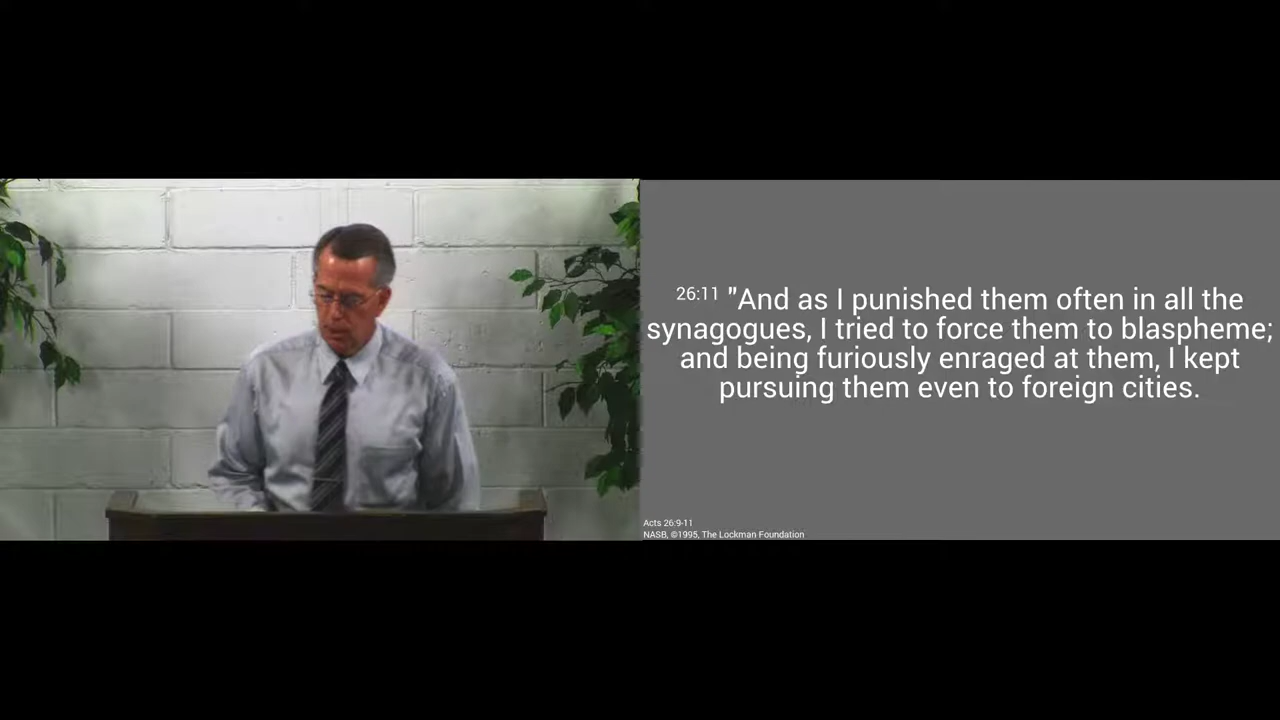 26:11 "And as I punished them often in all the
synagogues, I tried to force them to blaspheme;
and being furiously enraged at them, I kept
pursuing them even to foreign cities.
Acts 26:9-11
NASB, ©1995, The Lockman Foundation